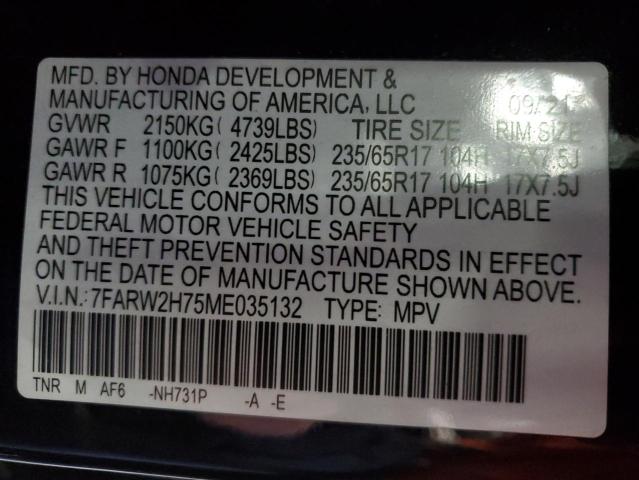 MFD. BY HONDA DEVELOPMENT &
MANUFACTURING OF AMERICA, LLC 09/21
GVWR 2150KG( 4739LBS) TIRE SIZE RIM SIZE
GAWR F 1100KG( 2425LBS) 235/65R17 104H 17X7.5J
GAWR R 1075KG( 2369LBS) 235/65R17 104H 17X7.5J
THIS VEHICLE CONFORMS TO ALL APPLICABLE
FEDERAL MOTOR VEHICLE SAFETY
AND THEFT PREVENTION STANDARDS IN EFFECT
ON THE DATE OF MANUFACTURE SHOWN ABOVE.
V.I.N.:7FARW2H75ME035132 TYPE: MPV
TNR M AF6 -NH731P -A -E